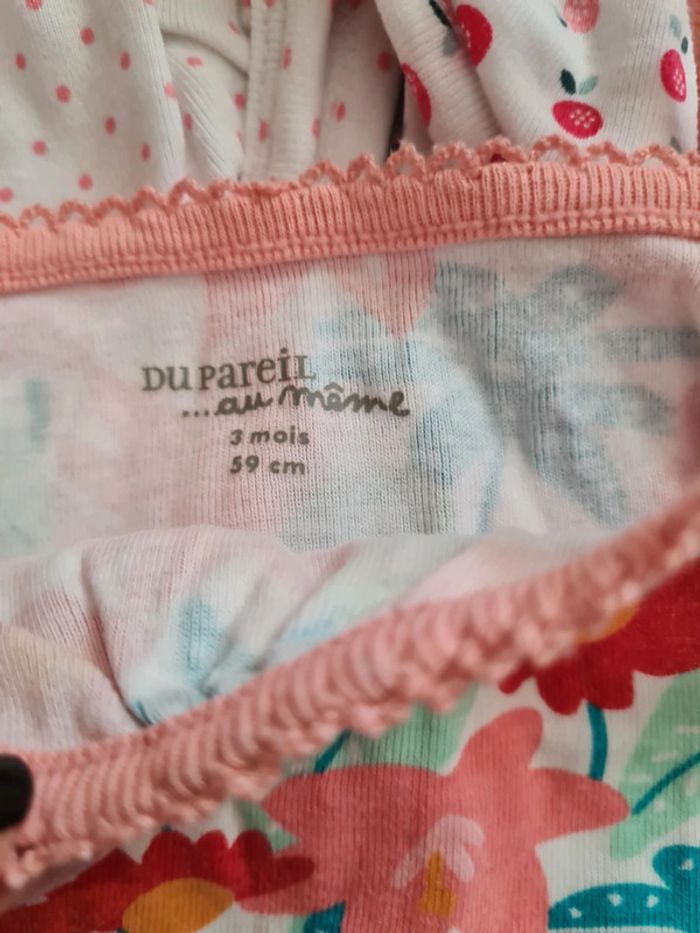 DU PAREIL
...au même
3 mois
59 cm